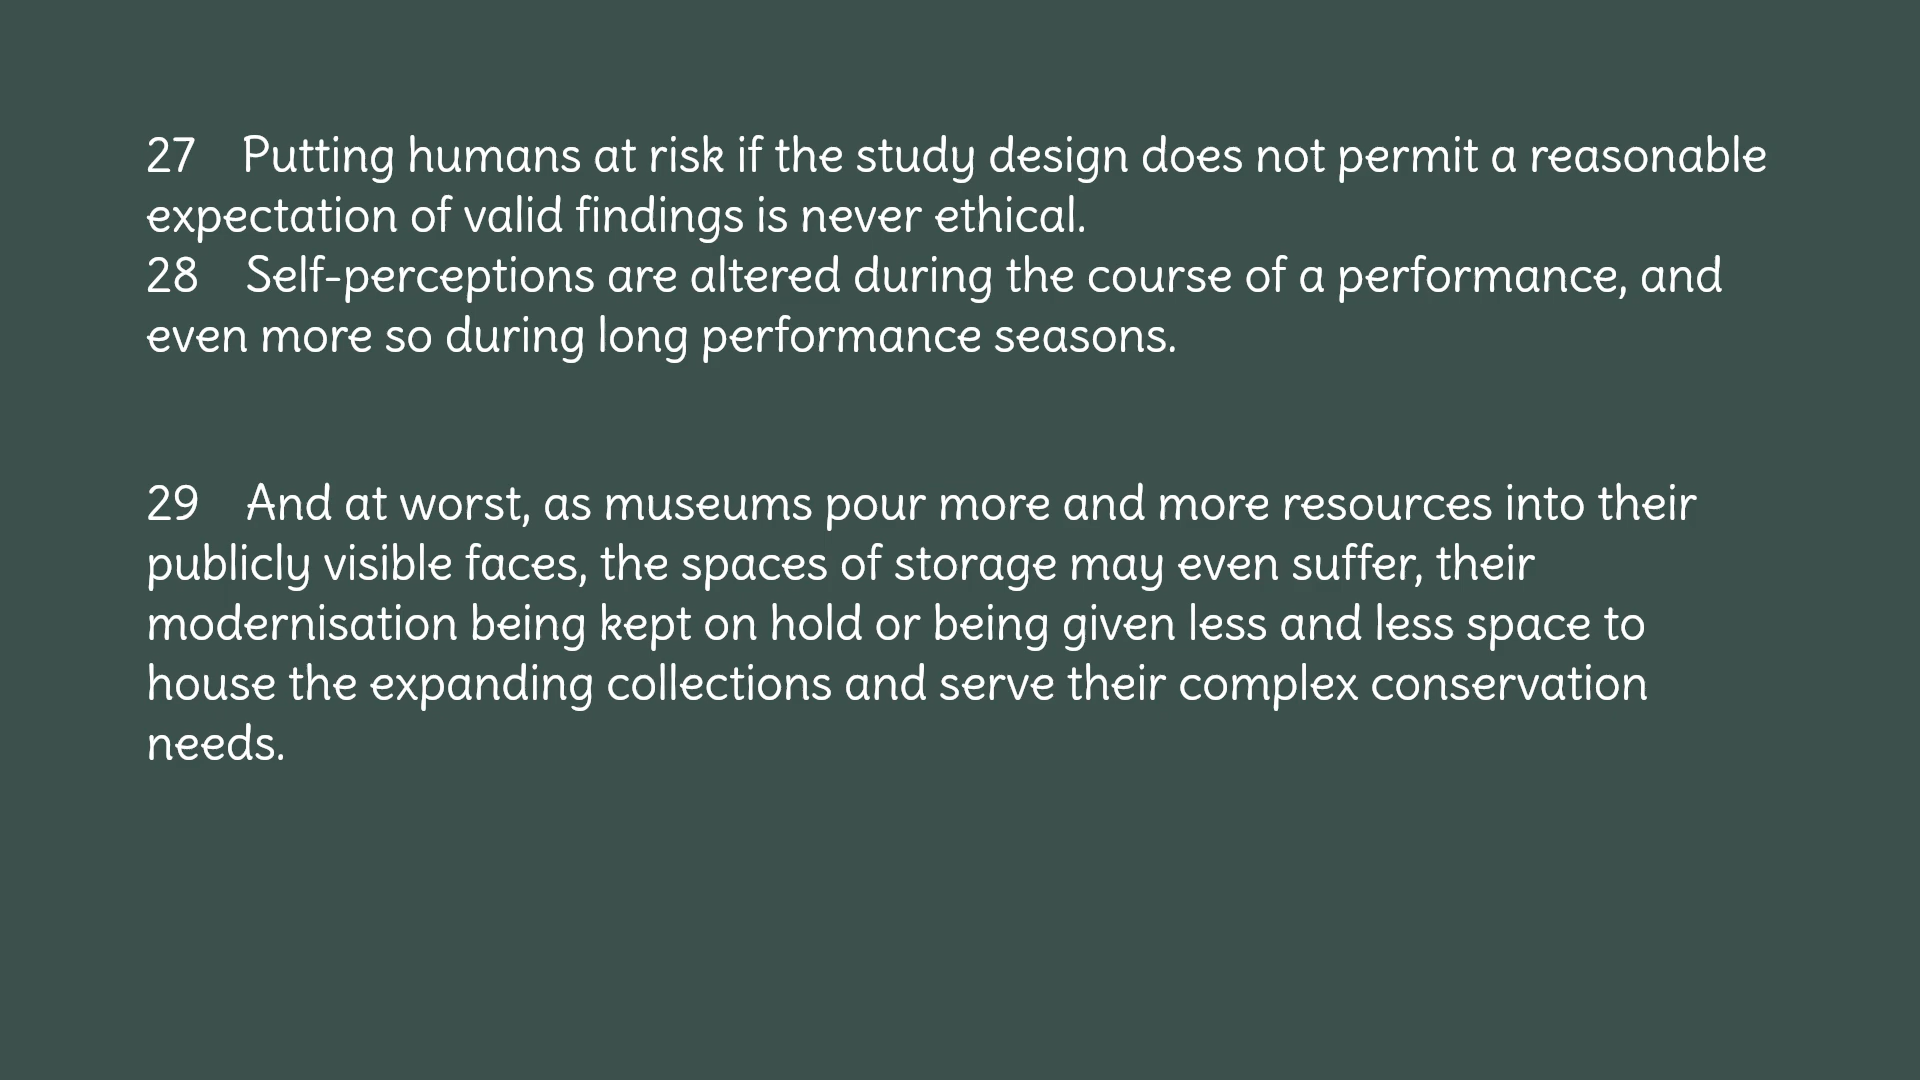 27 Putting humans at risk if the study design does not permit a reasonable
expectation of valid findings is never ethical.
28 Self-perceptions are altered during the course of a performance, and
even more so during long performance seasons.
29 And at worst, as museums pour more and more resources into their
publicly visible faces, the spaces of storage may even suffer, their
modernisation being kept on hold or being given less and less space to
house the expanding collections and serve their complex conservation
needs.